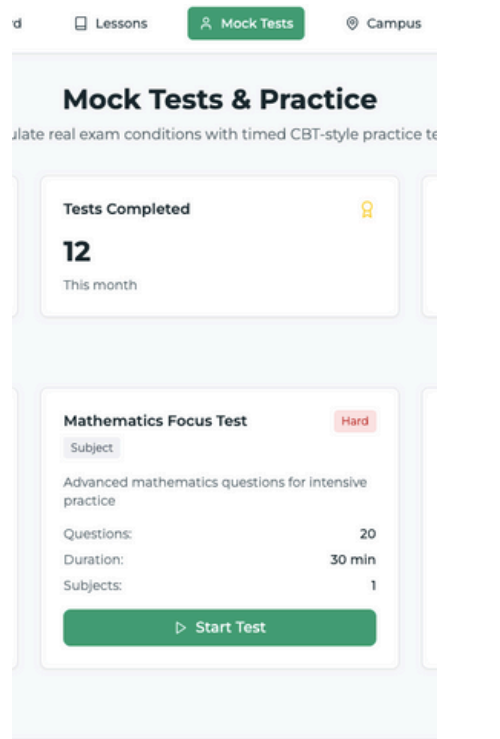 Lessons
Mock Tests
Campus
Mock Tests & Practice
real exam conditions with timed CBT-style practice
Tests Completed
12
This month
Mathematics Focus Test
Hard
Subject
Advanced mathematics questions for intensive
practice
Questions: 20
Duration: 30 min
Subjects: 1
Start Test